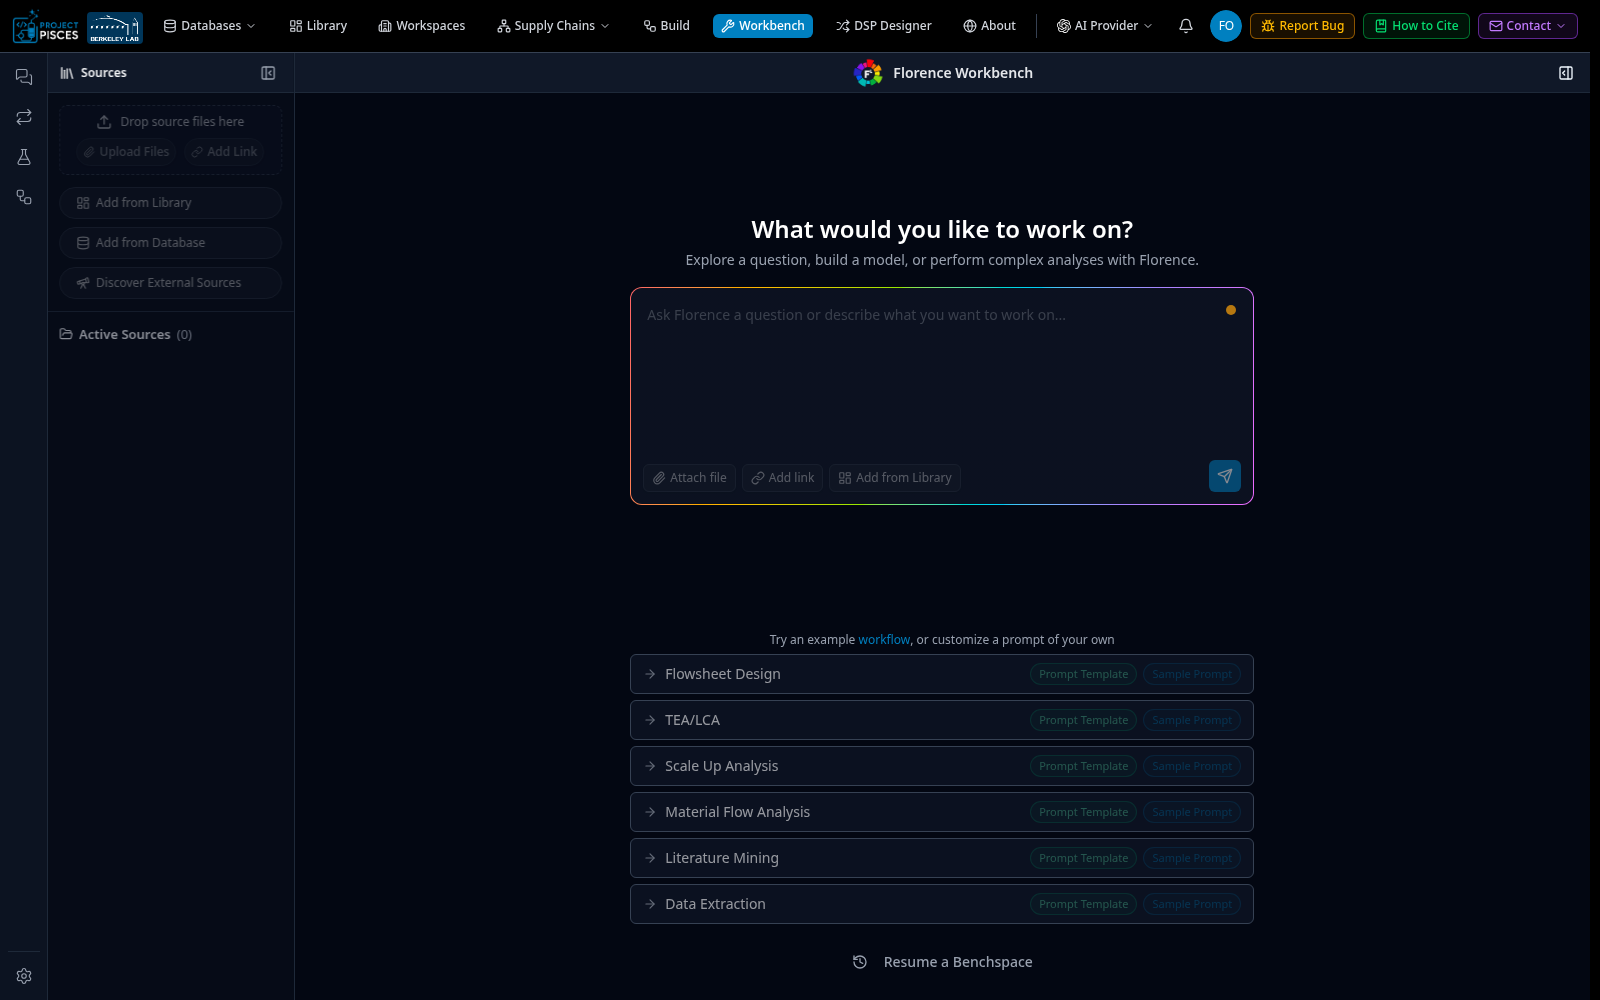 PROJECT PISCES
BERKELEY LAB
Databases
Library
Workspaces
Supply Chains
Build
Workbench
DSP Designer
About
AI Provider
FO
Report Bug
How to Cite
Contact
Sources
Florence Workbench
Drop source files here
Upload Files
Add Link
Add from Library
Add from Database
Discover External Sources
Active Sources (0)
What would you like to work on?
Explore a question, build a model, or perform complex analyses with Florence.
Ask Florence a question or describe what you want to work on...
Attach file
Add link
Add from Library
Try an example workflow, or customize a prompt of your own
Flowsheet Design Prompt Template Sample Prompt
TEA/LCA Prompt Template Sample Prompt
Scale Up Analysis Prompt Template Sample Prompt
Material Flow Analysis Prompt Template Sample Prompt
Literature Mining Prompt Template Sample Prompt
Data Extraction Prompt Template Sample Prompt
Resume a Benchspace